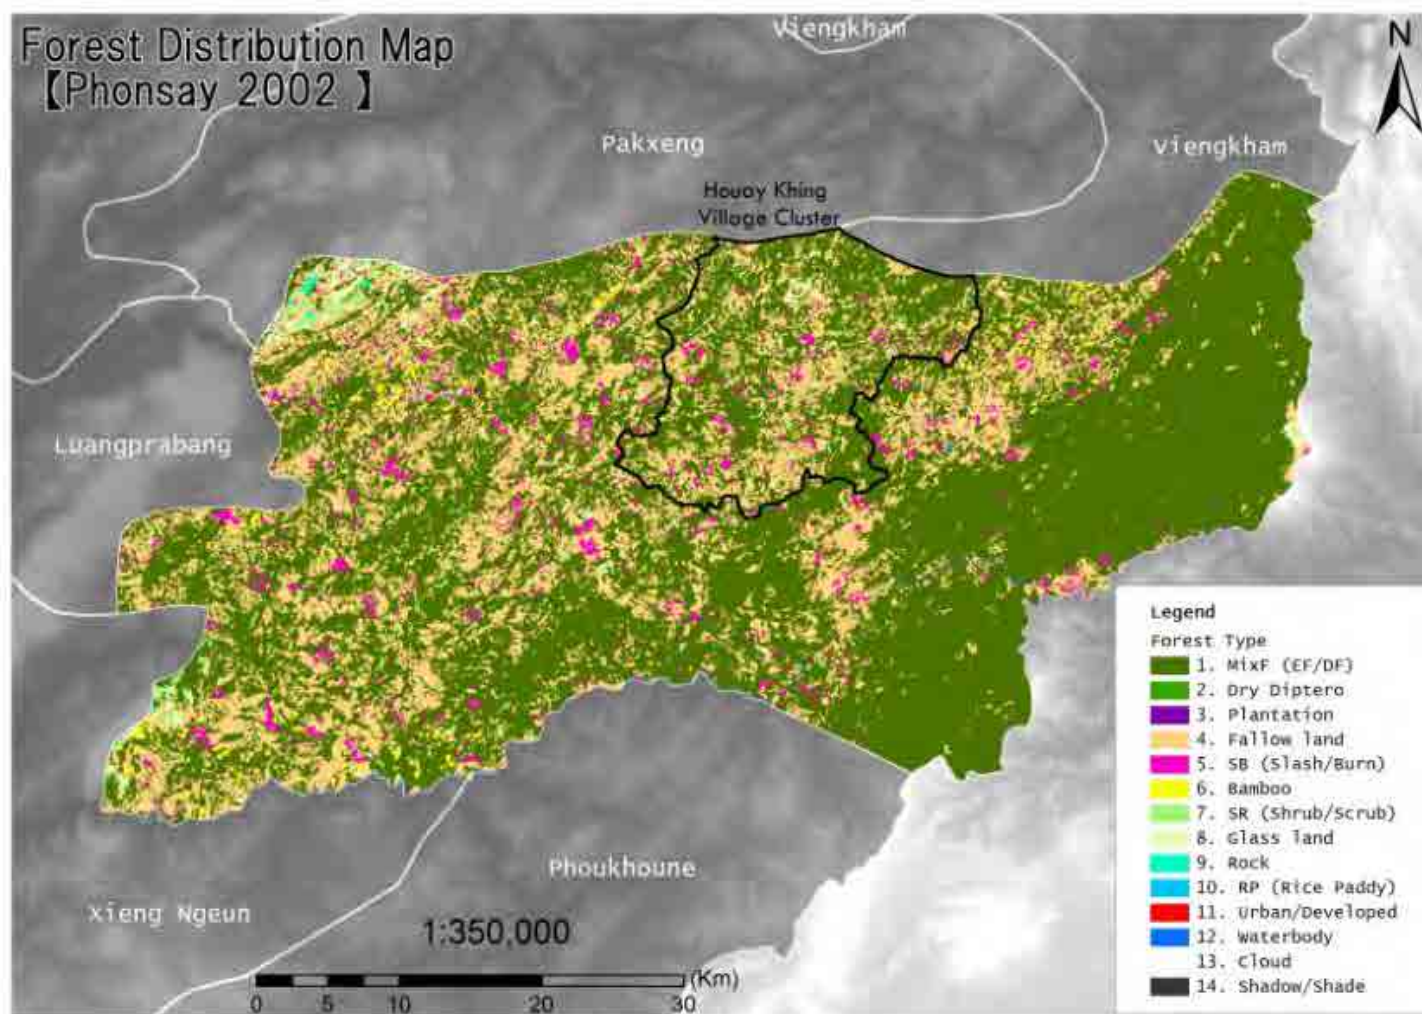 Forest Distribution Map
【Phonsay 2002 】
Viengkham
N
Pakxeng
Viengkham
Houay Khing
Village Cluster
Luangprabang
Legend
Forest Type
1. MixF (EF/DF)
2. Dry Diptero
3. Plantation
4. Fallow land
5. SB (Slash/Burn)
6. Bamboo
7. SR (Shrub/Scrub)
8. Glass land
9. Rock
10. RP (Rice Paddy)
11. Urban/Developed
12. Waterbody
13. Cloud
14. Shadow/Shade
Phoukhoune
Xieng Ngeun
1:350,000
(Km)
0 5 10 20 30